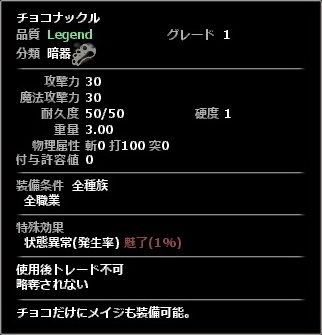 チョコナックル
品質 Legend グレード 1
分類 暗器
攻撃力 30
魔法攻撃力 30
耐久度 50/50 硬度 1
重量 3.00
物理属性 斬0 打100 突0
付与許容値 0
装備条件 全種族
全職業
特殊効果
状態異常(発生率) 魅了(1%)
使用後トレード不可
略奪されない
チョコだけにメイジも装備可能。